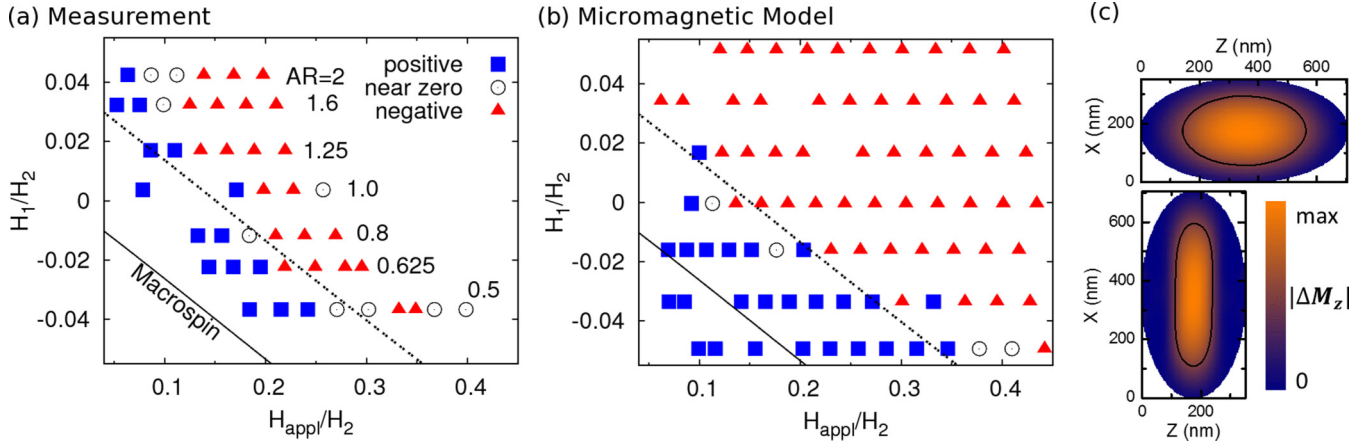 (a) Measurement
0.04
0.02
0
-0.02
-0.04
H1/H2
0.1 0.2 0.3 0.4
Happl/H2
positive
near zero
negative
AR=2
1.6
1.25
1.0
0.8
0.625
0.5
Macrospin
(b) Micromagnetic Model
0.04
0.02
0
-0.02
-0.04
H1/H2
0.1 0.2 0.3 0.4
Happl/H2
(c)
Z (nm)
0 200 400 600
X (nm)
200
0
X (nm)
600
400
200
0
0 200
Z (nm)
max
|ΔMz|
0